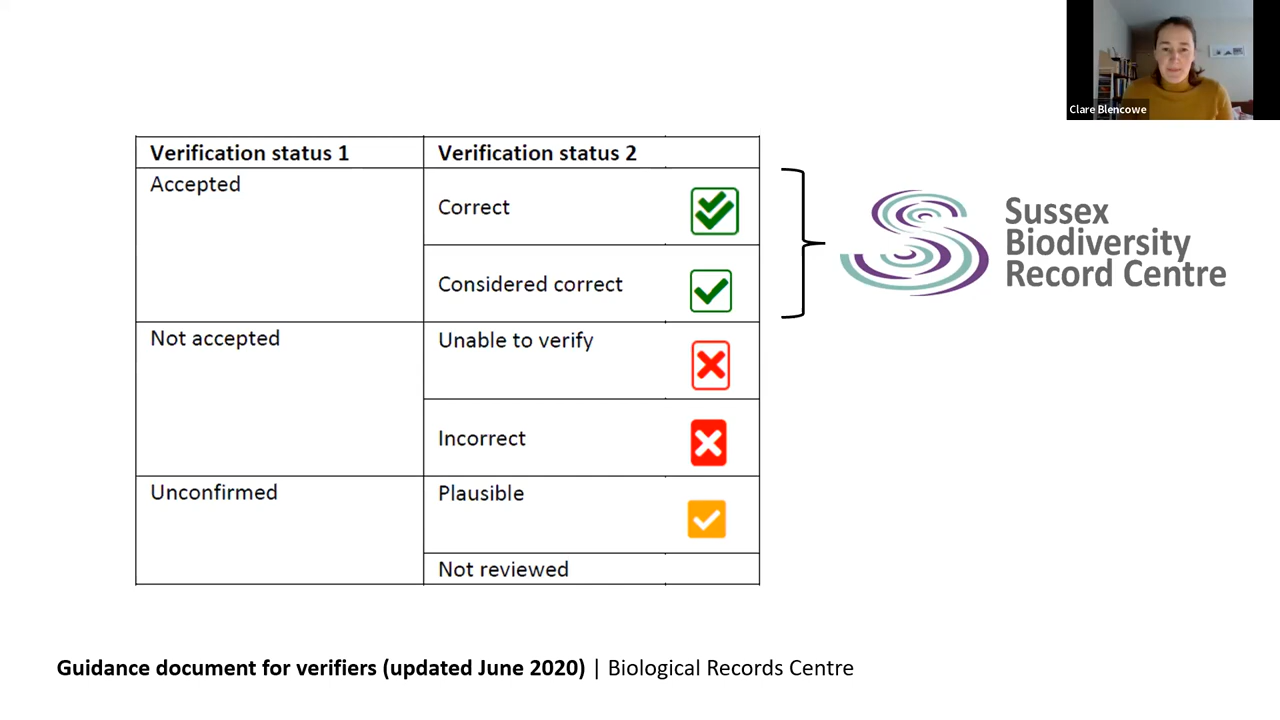 Clare Blencowe
Verification status 1 Verification status 2
Accepted
Correct
Considered correct
Not accepted
Unable to verify
Incorrect
Unconfirmed
Plausible
Not reviewed
Sussex
Biodiversity
Record Centre
Guidance document for verifiers (updated June 2020) | Biological Records Centre